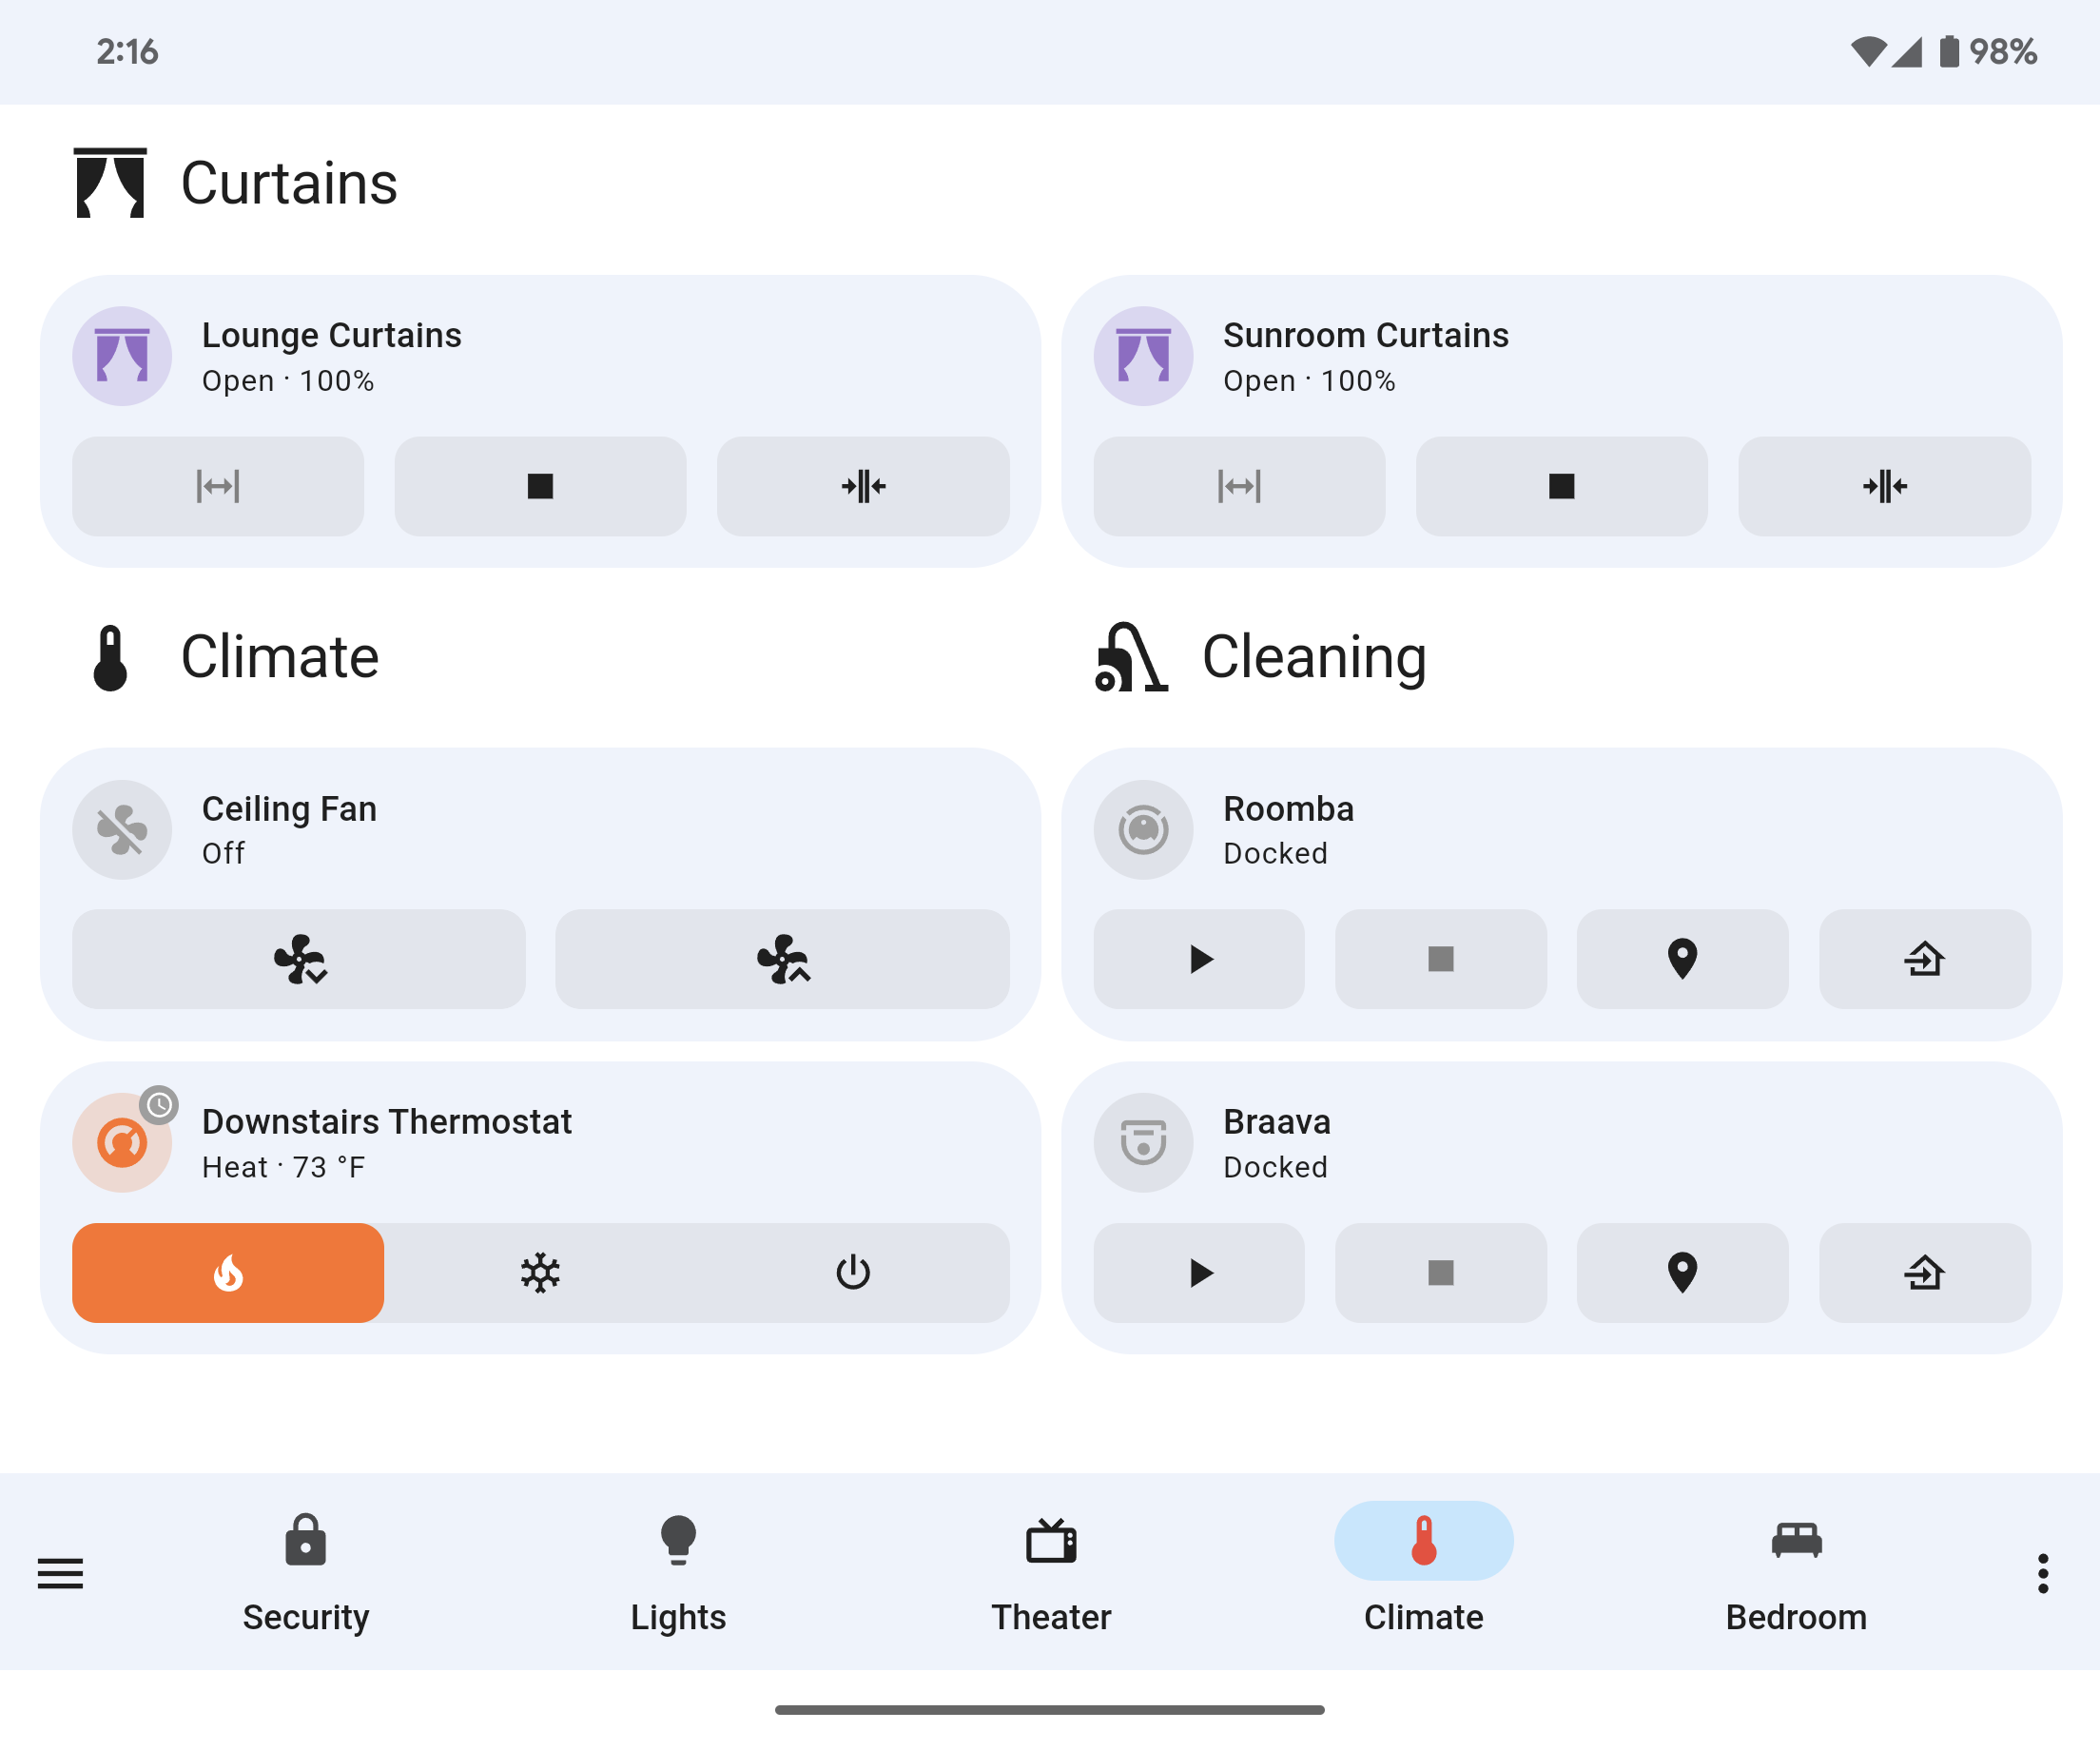 2:16
98%
Curtains
Lounge Curtains
Open · 100%
Sunroom Curtains
Open · 100%
Climate
Cleaning
Ceiling Fan
Off
Roomba
Docked
Downstairs Thermostat
Heat · 73 °F
Braava
Docked
Security
Lights
Theater
Climate
Bedroom